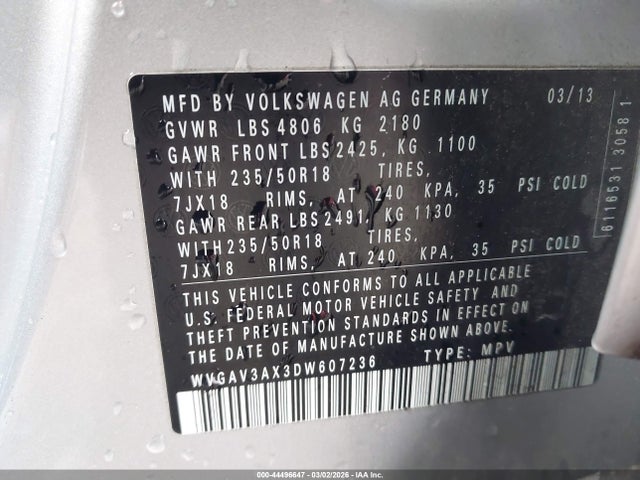 MFD BY VOLKSWAGEN AG GERMANY 03/13
GVWR LBS 4806 KG 2180
GAWR FRONT LBS 2425, KG 1100
WITH 235/50R18 TIRES,
7JX18 RIMS, AT 240 KPA, 35 PSI COLD
GAWR REAR LBS 2491, KG 1130
WITH 235/50R18 TIRES,
7JX18 RIMS, AT 240 KPA, 35 PSI COLD
THIS VEHICLE CONFORMS TO ALL APPLICABLE
U.S. FEDERAL MOTOR VEHICLE SAFETY AND
THEFT PREVENTION STANDARDS IN EFFECT ON
THE DATE OF MANUFACTURE SHOWN ABOVE.
WVGAV3AX3DW607236 TYPE: MPV
6116531 3058 1
000-44496647 - 03/02/2026 - IAA Inc.